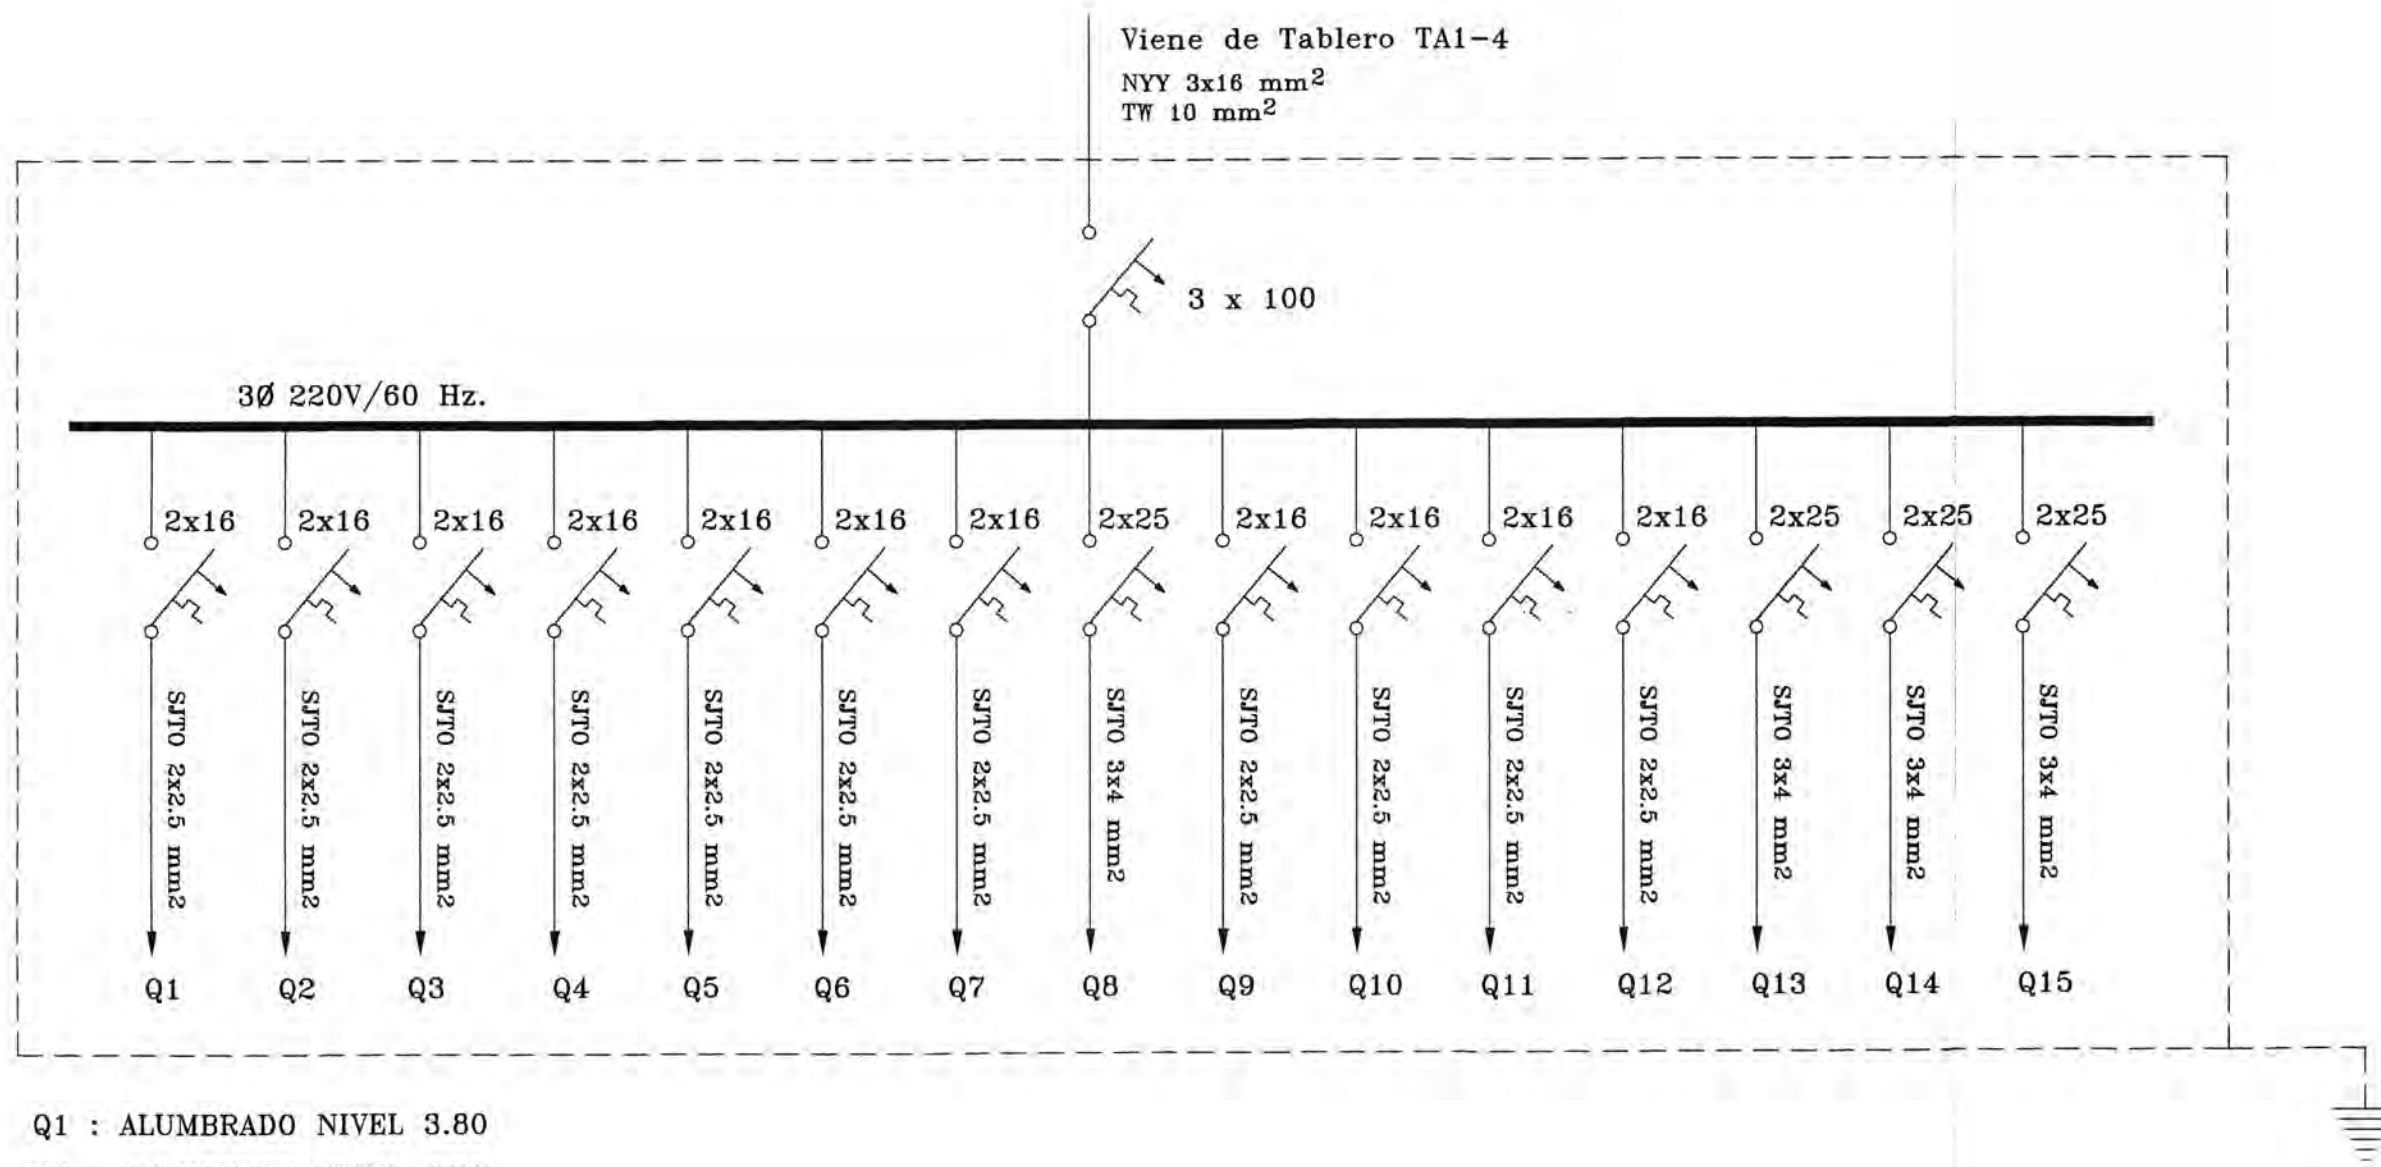 Viene de Tablero TA1-4
NYY 3x16 mm2
TW 10 mm2
3 x 100
3Ø 220V/60 Hz.
2x16 2x16 2x16 2x16 2x16 2x16 2x16 2x25 2x16 2x16 2x16 2x16 2x25 2x25 2x25
SJTO 2x2.5 mm2
SJTO 2x2.5 mm2
SJTO 2x2.5 mm2
SJTO 2x2.5 mm2
SJTO 2x2.5 mm2
SJTO 2x2.5 mm2
SJTO 2x2.5 mm2
SJTO 3x4 mm2
SJTO 2x2.5 mm2
SJTO 2x2.5 mm2
SJTO 2x2.5 mm2
SJTO 2x2.5 mm2
SJTO 3x4 mm2
SJTO 3x4 mm2
SJTO 3x4 mm2
Q1 Q2 Q3 Q4 Q5 Q6 Q7 Q8 Q9 Q10 Q11 Q12 Q13 Q14 Q15
Q1 : ALUMBRADO NIVEL 3.80